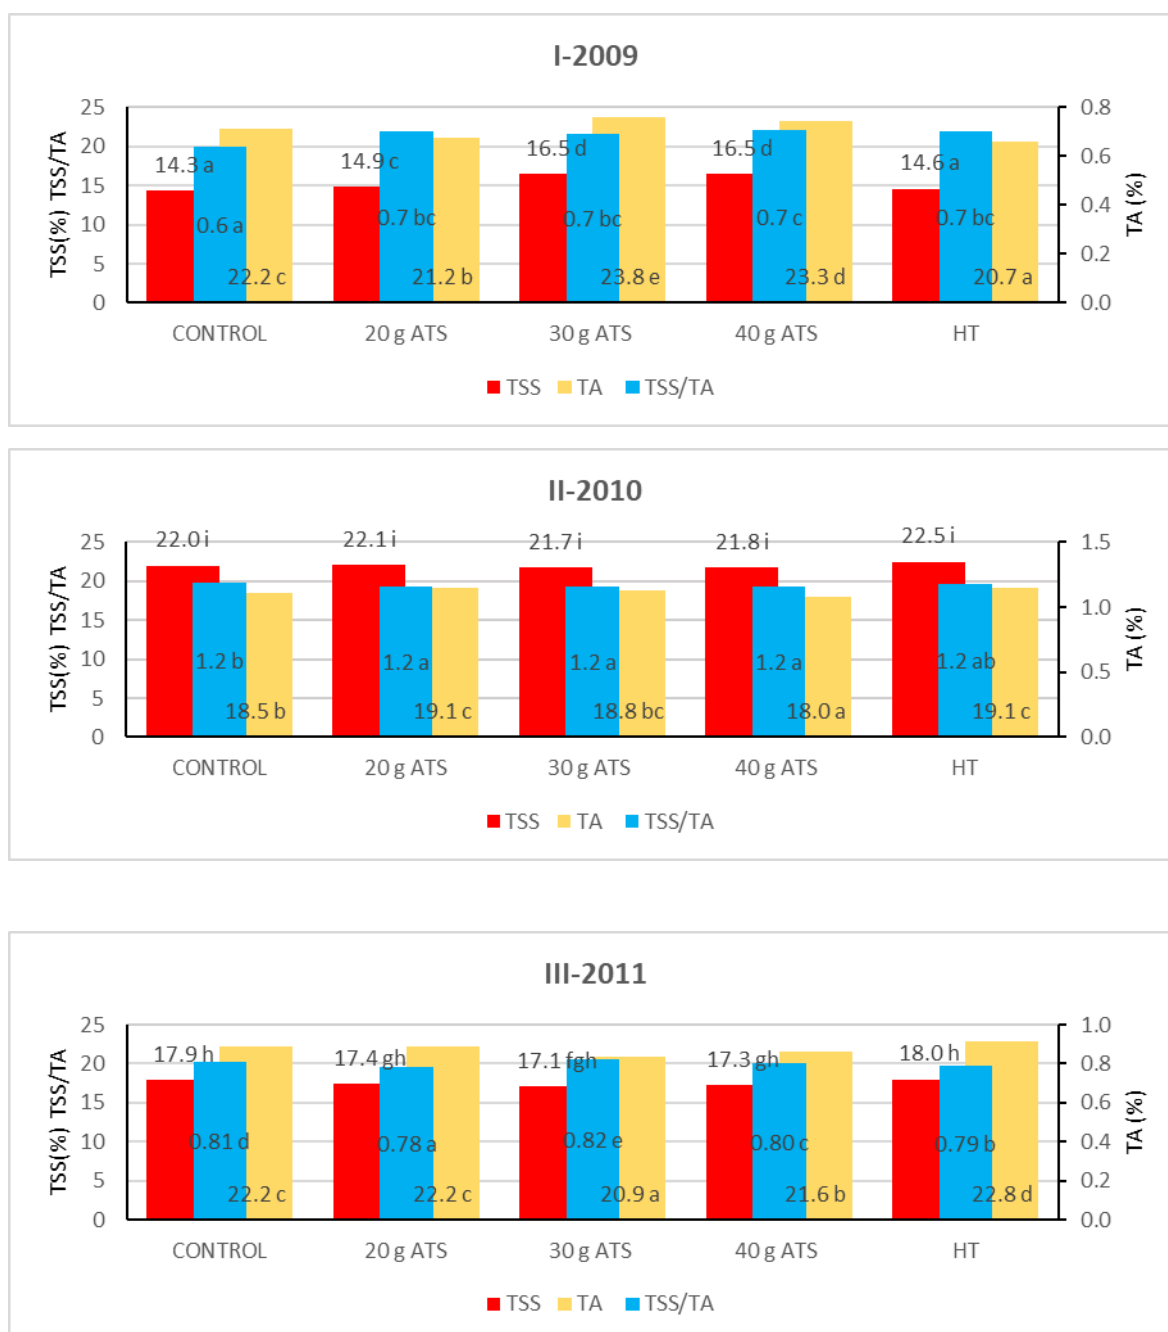 I-2009
TSS(%) TSS/TA
TA (%)
25
20
15
10
5
0
0.8
0.6
0.4
0.2
0.0
14.3 a
14.9 c
16.5 d
16.5 d
14.6 a
0.6 a
0.7 bc
0.7 bc
0.7 c
0.7 bc
22.2 c
21.2 b
23.8 e
23.3 d
20.7 a
CONTROL
20 g ATS
30 g ATS
40 g ATS
HT
TSS TA TSS/TA
II-2010
TSS(%) TSS/TA
TA (%)
25
20
15
10
5
0
1.5
1.0
0.5
0.0
22.0 i
22.1 i
21.7 i
21.8 i
22.5 i
1.2 b
1.2 a
1.2 a
1.2 a
1.2 ab
18.5 b
19.1 c
18.8 bc
18.0 a
19.1 c
CONTROL
20 g ATS
30 g ATS
40 g ATS
HT
TSS TA TSS/TA
III-2011
TSS(%) TSS/TA
TA (%)
25
20
15
10
5
0
1.0
0.8
0.6
0.4
0.2
0.0
17.9 h
17.4 gh
17.1 fgh
17.3 gh
18.0 h
0.81 d
0.78 a
0.82 e
0.80 c
0.79 b
22.2 c
22.2 c
20.9 a
21.6 b
22.8 d
CONTROL
20 g ATS
30 g ATS
40 g ATS
HT
TSS TA TSS/TA